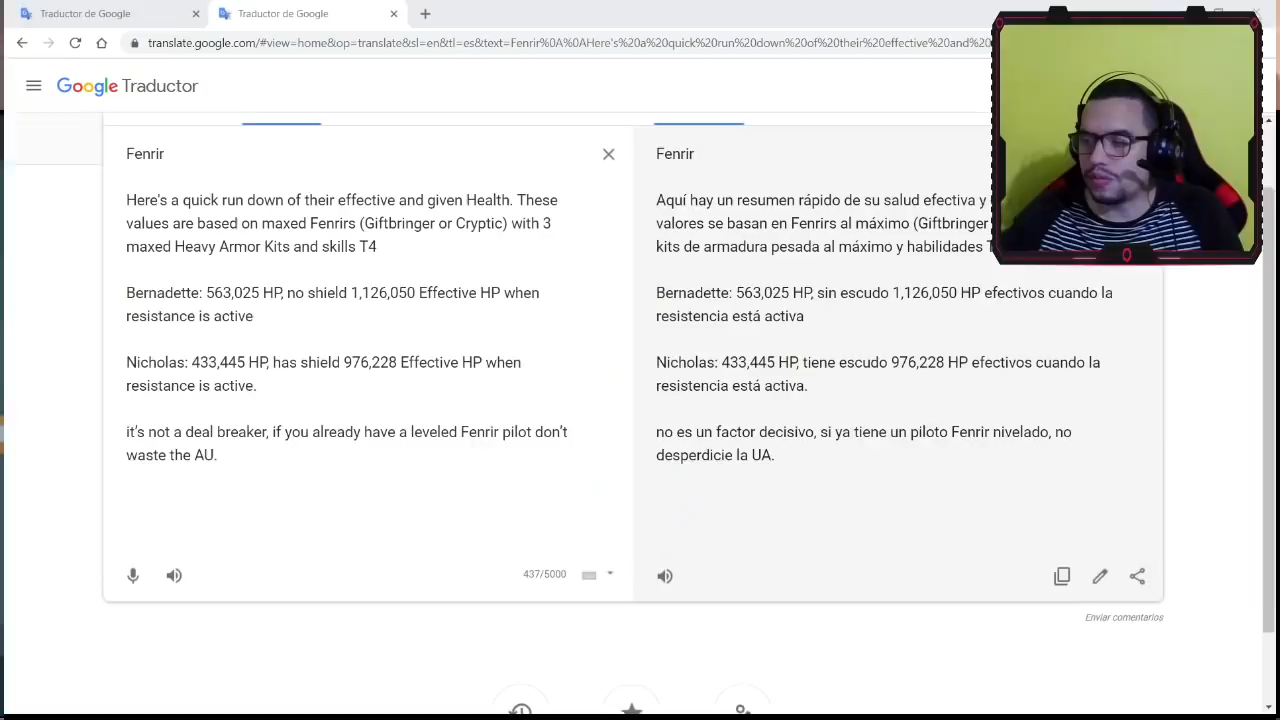 Traductor de Google
Traductor de Google
translate.google.com/#view=home&op=translate&sl=en&tl=es&text=Fenrir%0A%0AHere's%20a%20quick%20run%20down%20of%20their%20effective%20and%20
Google Traductor
Fenrir
Here's a quick run down of their effective and given Health. These
values are based on maxed Fenrirs (Giftbringer or Cryptic) with 3
maxed Heavy Armor Kits and skills T4
Bernadette: 563,025 HP, no shield 1,126,050 Effective HP when
resistance is active
Nicholas: 433,445 HP, has shield 976,228 Effective HP when
resistance is active.
it's not a deal breaker, if you already have a leveled Fenrir pilot don't
waste the AU.
437/5000
Fenrir
Aquí hay un resumen rápido de su salud efectiva y
valores se basan en Fenrirs al máximo (Giftbringer
kits de armadura pesada al máximo y habilidades
Bernadette: 563,025 HP, sin escudo 1,126,050 HP efectivos cuando la
resistencia está activa
Nicholas: 433,445 HP, tiene escudo 976,228 HP efectivos cuando la
resistencia está activa.
no es un factor decisivo, si ya tiene un piloto Fenrir nivelado, no
desperdicie la UA.
Enviar comentarios